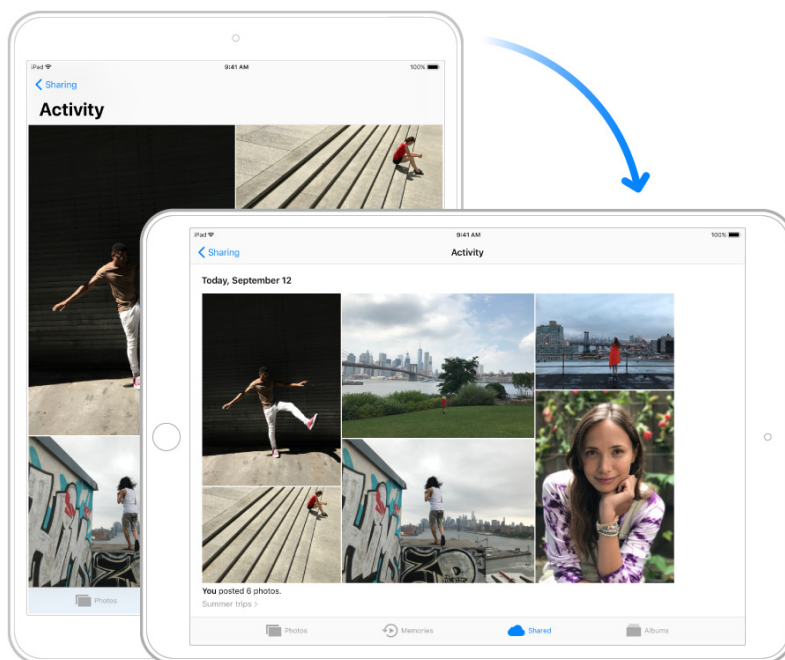 iPad 9:41 AM 100%
Sharing
Activity
Photos
iPad 9:41 AM 100%
Sharing Activity
Today, September 12
You posted 6 photos.
Summer trips >
Photos Memories Shared Albums